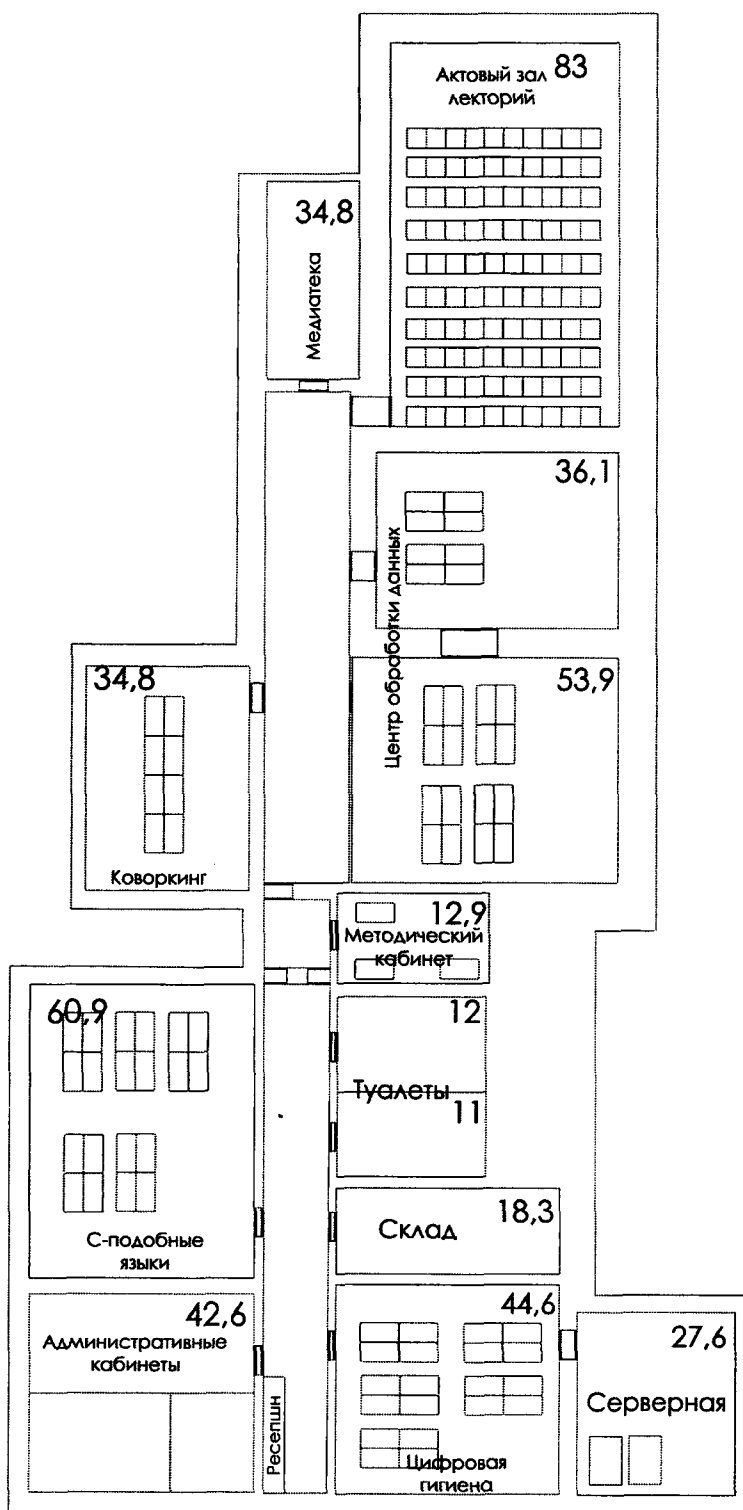 Актовый зал 83
лекторий
34,8
Медиатека
36,1
Центр обработки данных
34,8
53,9
Коворкинг
12,9
Методический
кабинет
60,9
12
Туалеты
11
18,3
Склад
С-подобные
языки
42,6
Административные
кабинеты
44,6
27,6
Серверная
Ресепшн
Цифровая
гигиена